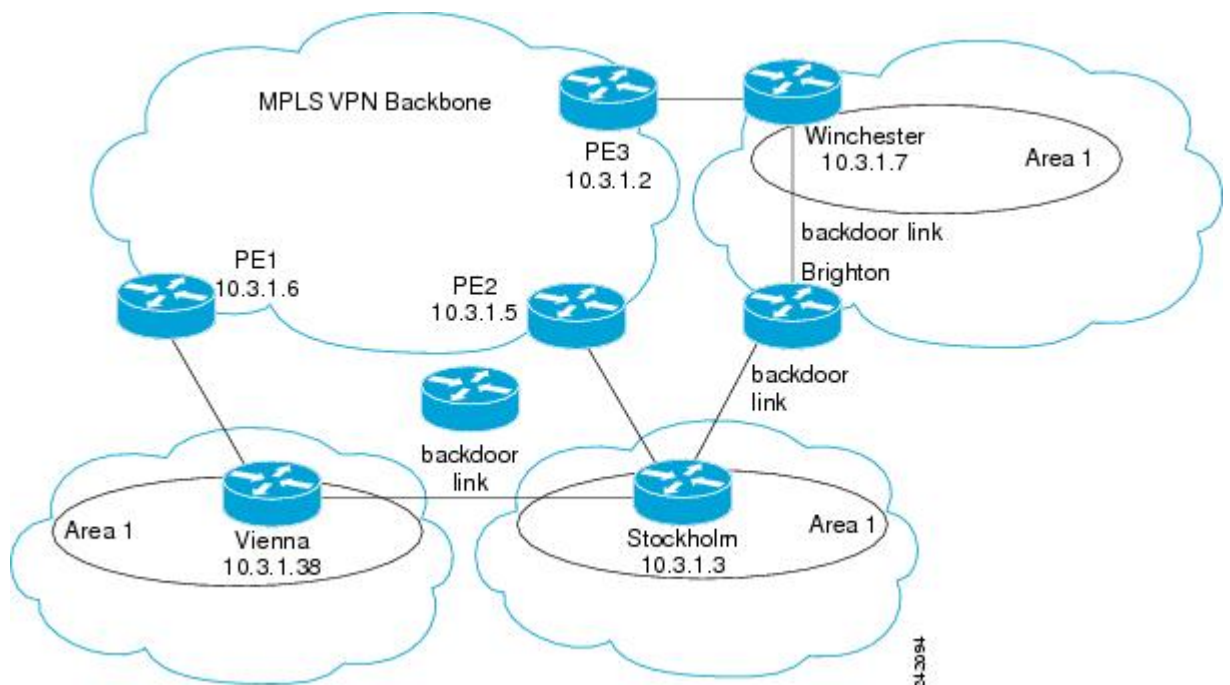 MPLS VPN Backbone
PE3
10.3.1.2
Winchester
10.3.1.7
Area 1
backdoor link
Brighton
PE1
10.3.1.6
PE2
10.3.1.5
backdoor
link
backdoor
link
Area 1
Vienna
10.3.1.38
Stockholm
10.3.1.3
Area 1